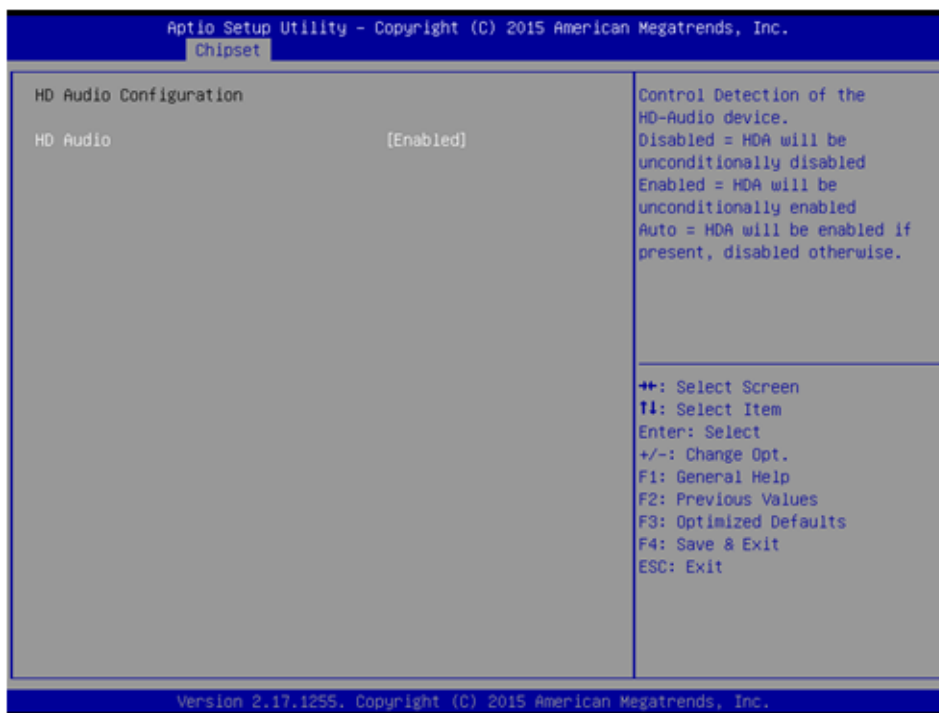 Aptio Setup Utility – Copyright (C) 2015 American Megatrends, Inc.
Chipset
HD Audio Configuration
HD Audio [Enabled]
Control Detection of the
HD-Audio device.
Disabled = HDA will be
unconditionally disabled
Enabled = HDA will be
unconditionally enabled
Auto = HDA will be enabled if
present, disabled otherwise.
→←: Select Screen
↑↓: Select Item
Enter: Select
+/-: Change Opt.
F1: General Help
F2: Previous Values
F3: Optimized Defaults
F4: Save & Exit
ESC: Exit
Version 2.17.1255. Copyright (C) 2015 American Megatrends, Inc.